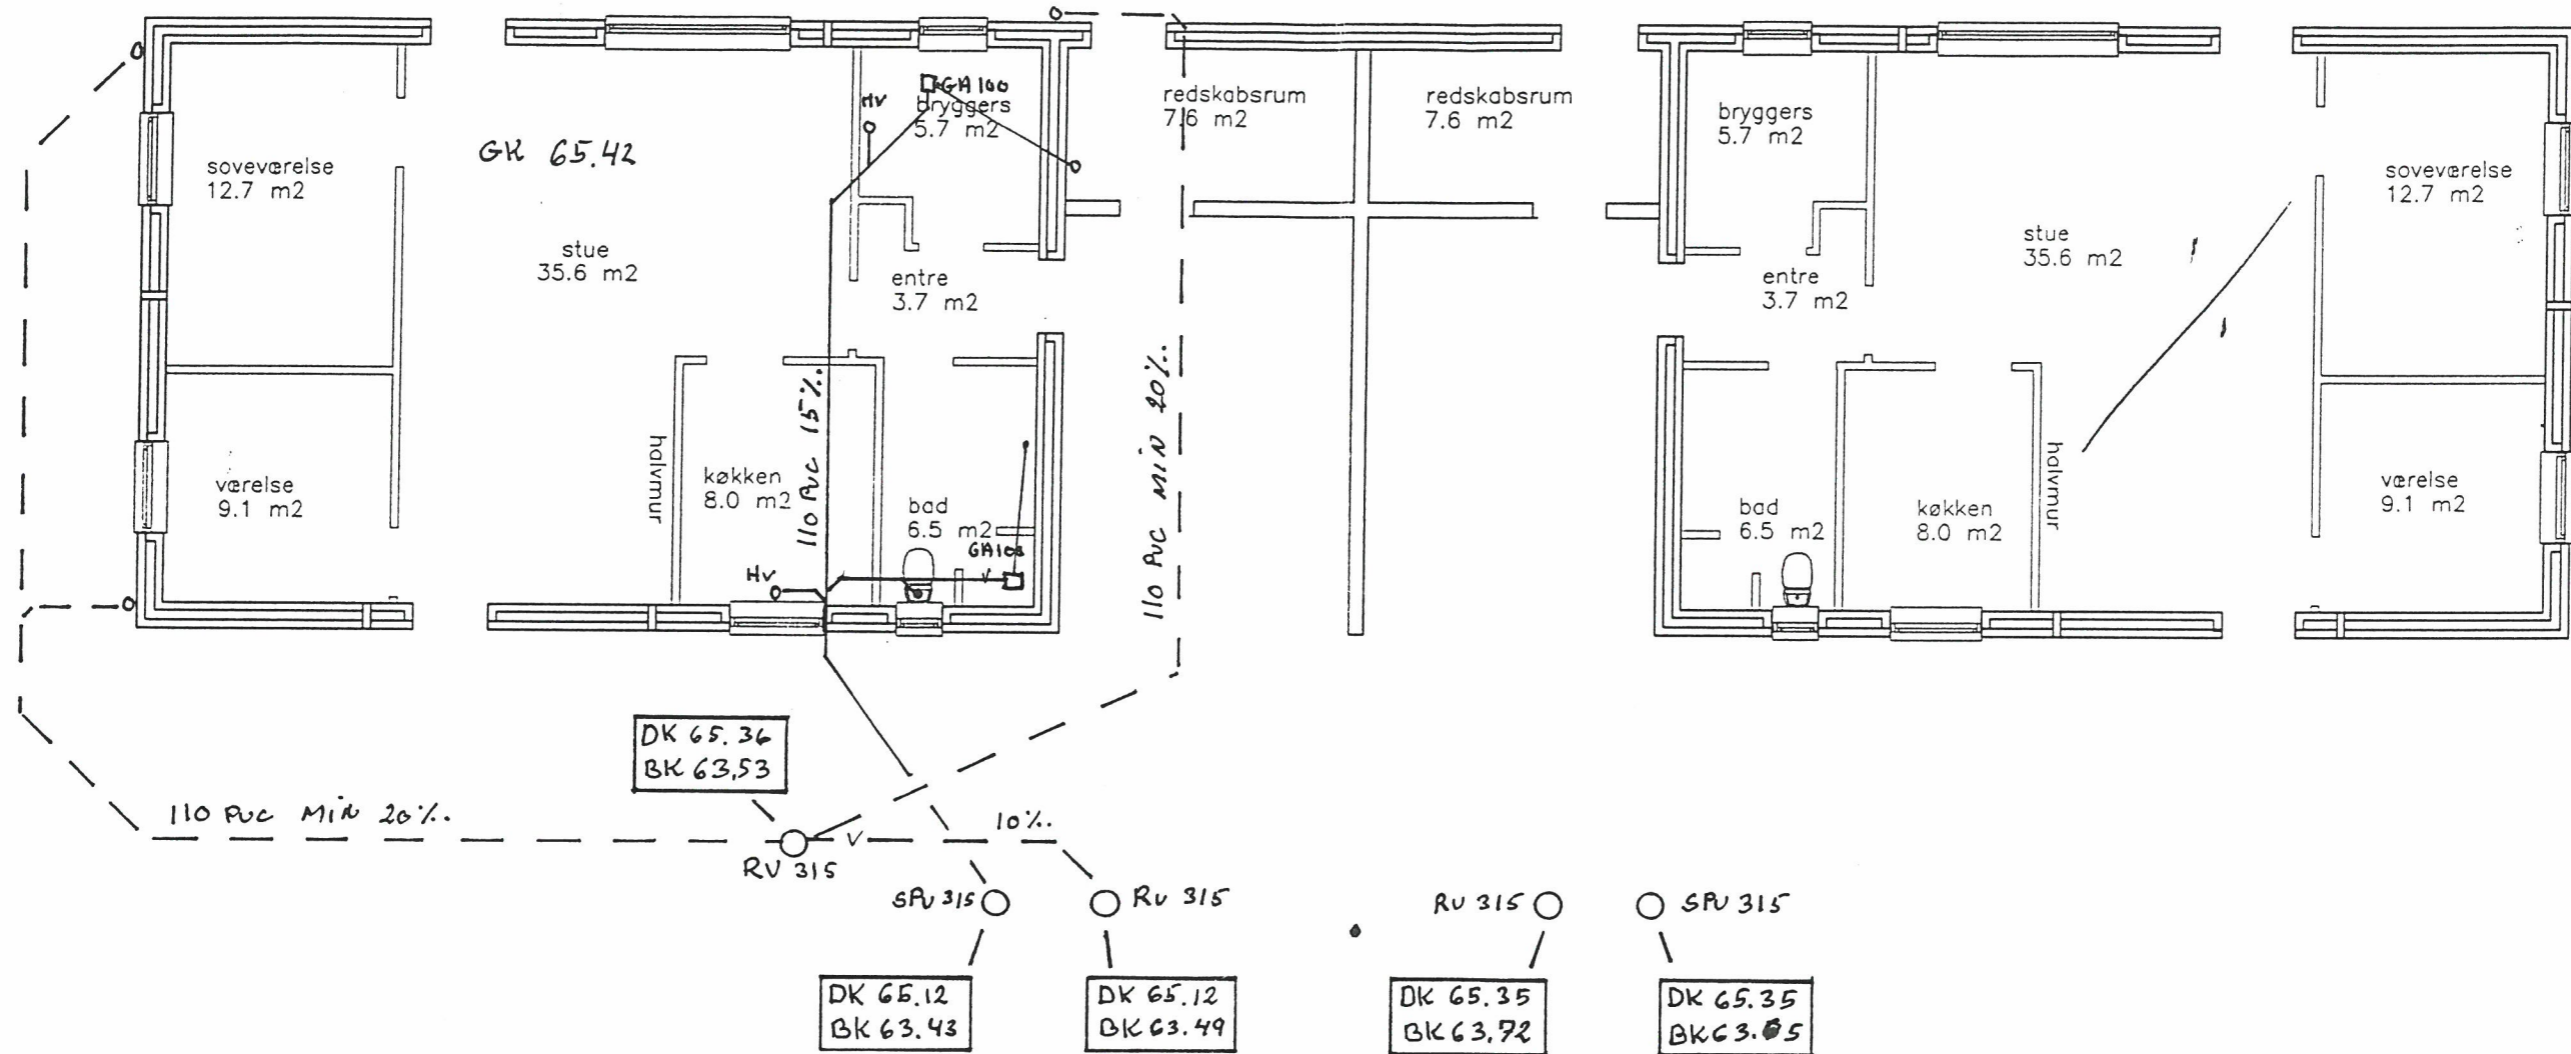 GA 100
HV
bryggers
5.7 m2
redskabsrum
7.6 m2
redskabsrum
7.6 m2
bryggers
5.7 m2
GK 65.42
soveværelse
12.7 m2
soveværelse
12.7 m2
stue
35.6 m2
stue
35.6 m2
entre
3.7 m2
entre
3.7 m2
110 PVC 15‰
110 PVC MIN 20‰
halvmur
køkken
8.0 m2
værelse
9.1 m2
bad
6.5 m2
GA100
HV
V
halvmur
bad
6.5 m2
køkken
8.0 m2
værelse
9.1 m2
DK 65.36
BK 63,53
110 PVC MIN 20‰
V
10‰
RV 315
SPV 315
RV 315
RV 315
SPV 315
DK 65.12
BK 63.43
DK 65.12
BK 63.49
DK 65.35
BK 63,72
DK 65.35